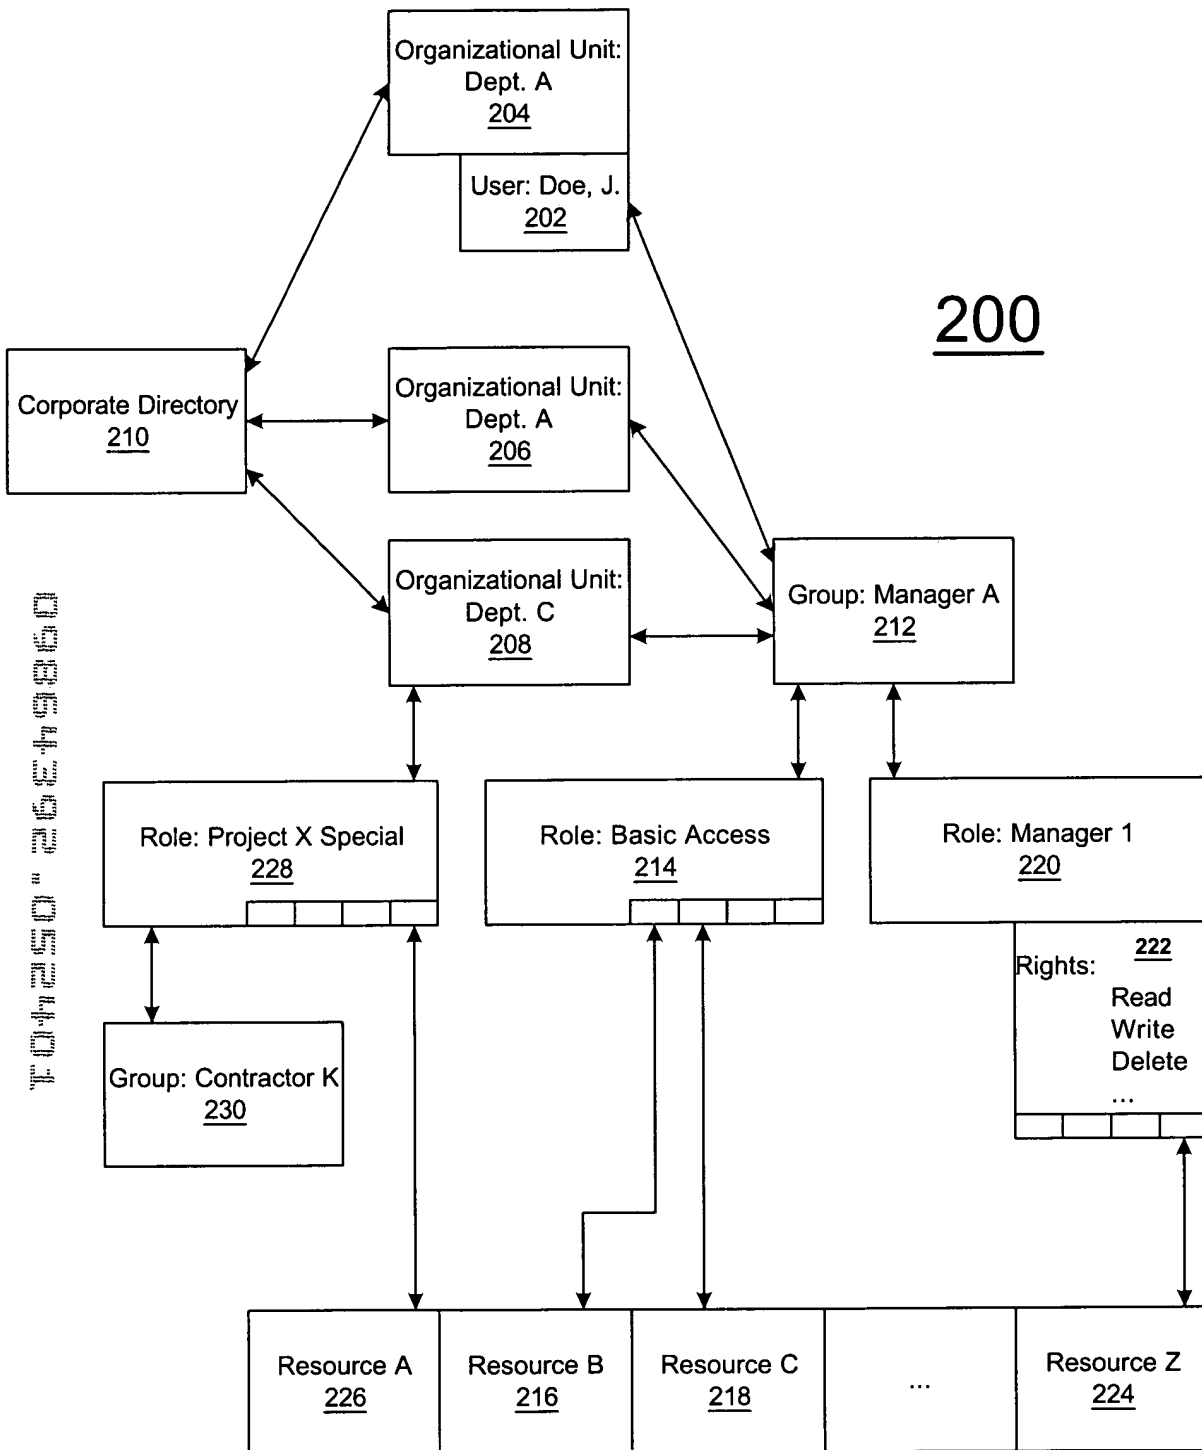 Organizational Unit:
Dept. A
204
User: Doe, J.
202
200
Corporate Directory
210
Organizational Unit:
Dept. A
206
Organizational Unit:
Dept. C
208
Group: Manager A
212
Role: Project X Special
228
Role: Basic Access
214
Role: Manager 1
220
222
Rights:
Read
Write
Delete
...
Group: Contractor K
230
Resource A
226
Resource B
216
Resource C
218
...
Resource Z
224